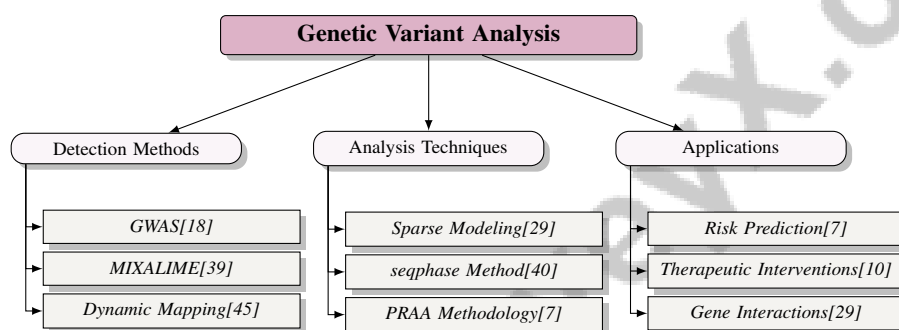 Genetic Variant Analysis
Detection Methods
GWAS[18]
MIXALIME[39]
Dynamic Mapping[45]
Analysis Techniques
Sparse Modeling[29]
seqphase Method[40]
PRAA Methodology[7]
Applications
Risk Prediction[7]
Therapeutic Interventions[10]
Gene Interactions[29]